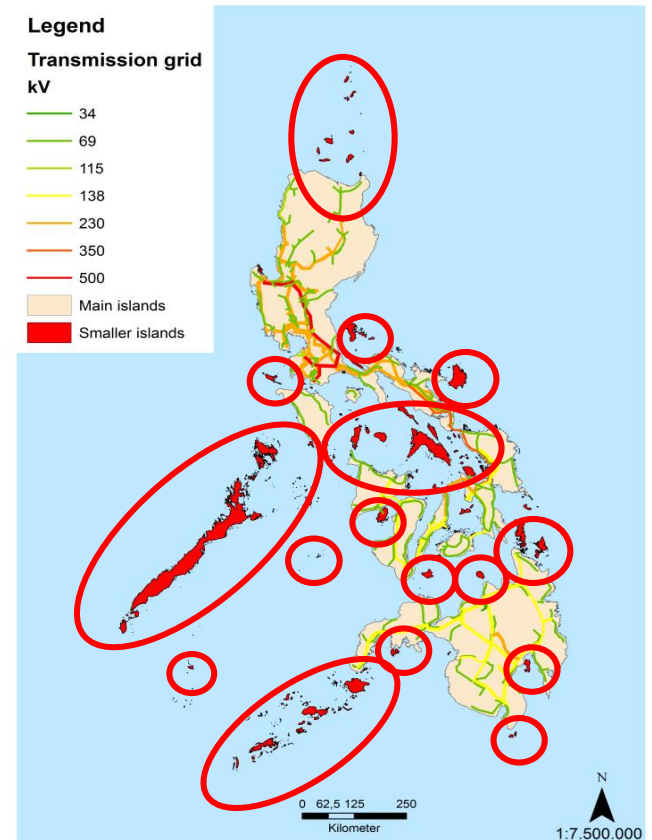 Legend
Transmission grid
kV
34
69
115
138
230
350
500
Main islands
Smaller islands
0 62,5 125 250
Kilometer
N
1:7.500.000